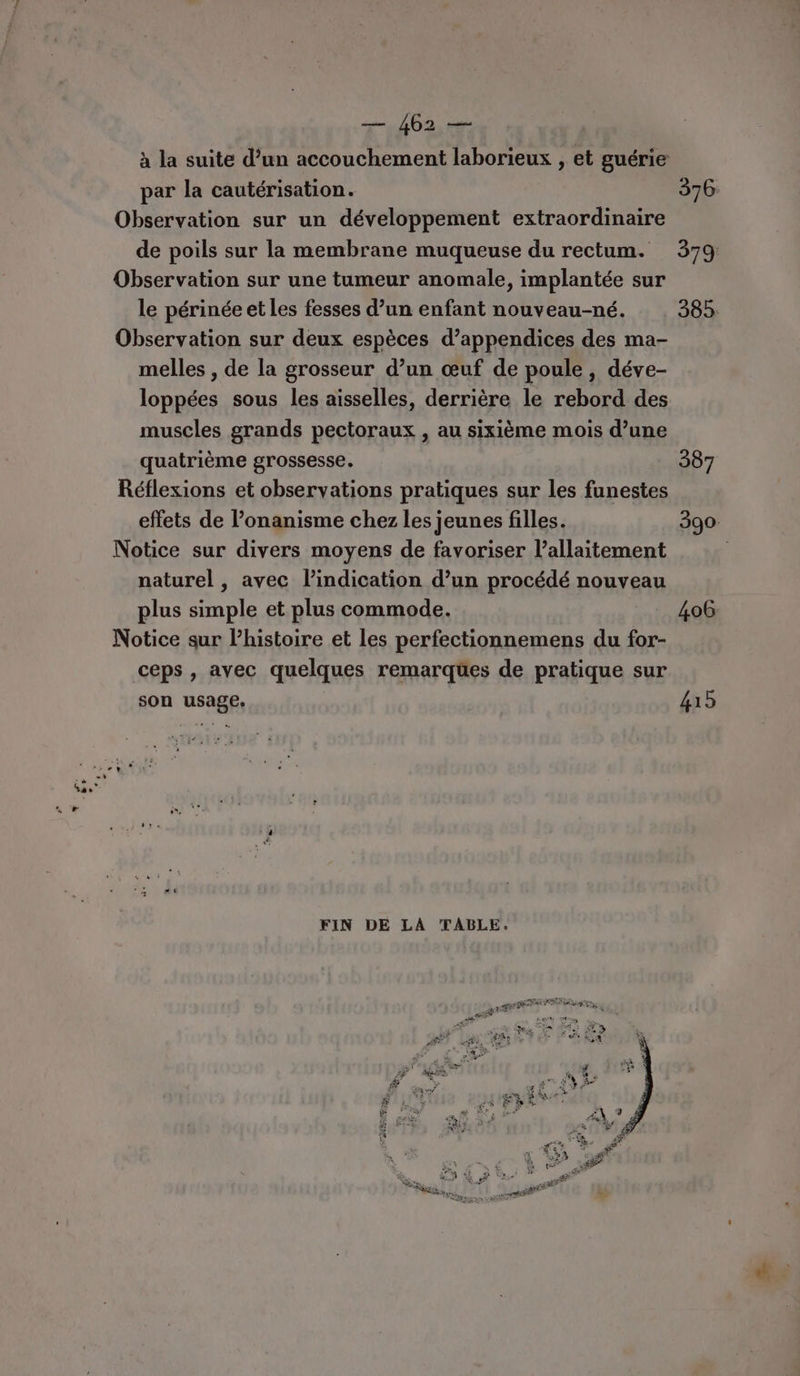 — 462 —
à la suite d’un accouchement laborieux , et guérie
par la cautérisation. 376
Observation sur un développement extraordinaire
de poils sur la membrane muqueuse du rectum. 379
Observation sur une tumeur anomale, implantée sur
le périnée et les fesses d’un enfant nouveau-né. 385
Observation sur deux espèces d’appendices des ma-
melles , de la grosseur d’un œuf de poule , déve-
loppées sous les aisselles, derrière le rebord des
muscles grands pectoraux , au sixième mois d’une
quatrième grossesse. 387
Réflexions et observations pratiques sur les funestes
effets de l’onanisme chez les jeunes filles. 390
Notice sur divers moyens de favoriser l’allaitement
naturel , avec l’indication d’un procédé nouveau
plus simple et plus commode. 406
Notice sur l’histoire et les perfectionnemens du for-
ceps , avec quelques remarques de pratique sur
son usage. 415
FIN DE LA TABLE.